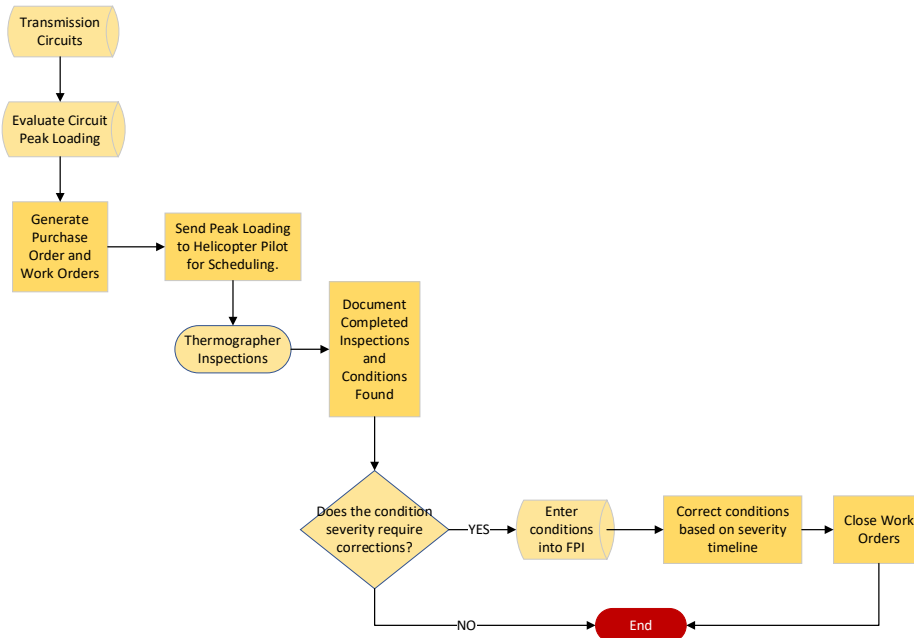 Transmission
Circuits
Evaluate Circuit
Peak Loading
Generate
Purchase
Order and
Work Orders
Send Peak Loading
to Helicopter Pilot
for Scheduling.
Thermographer
Inspections
Document
Completed
Inspections
and
Conditions
Found
Does the condition
severity require
corrections?
YES
Enter
conditions
into FPI
Correct conditions
based on severity
timeline
Close Work
Orders
NO
End